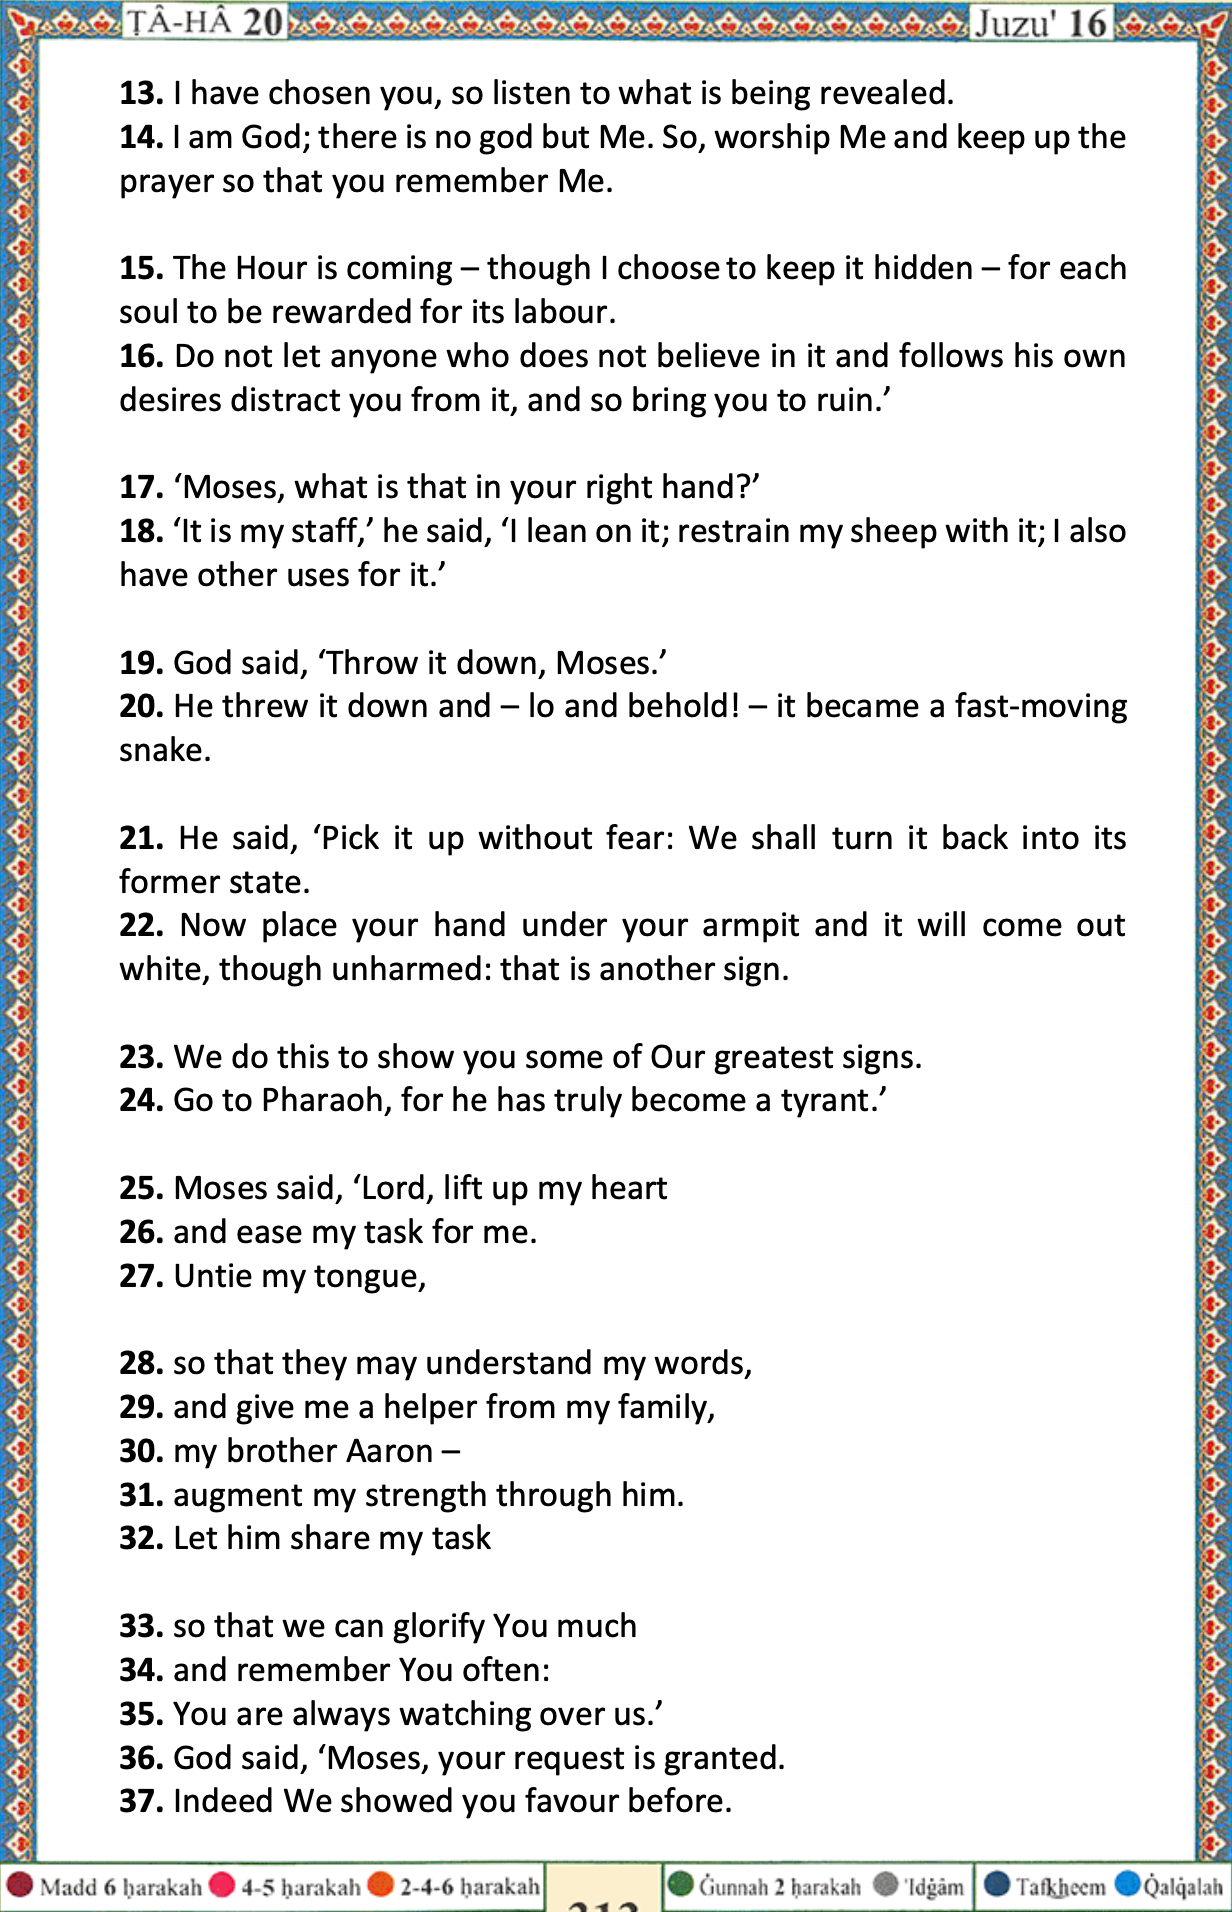 ṬÂ-HÂ 20
Juzu' 16
13. I have chosen you, so listen to what is being revealed.
14. I am God; there is no god but Me. So, worship Me and keep up the
prayer so that you remember Me.
15. The Hour is coming – though I choose to keep it hidden – for each
soul to be rewarded for its labour.
16. Do not let anyone who does not believe in it and follows his own
desires distract you from it, and so bring you to ruin.’
17. ‘Moses, what is that in your right hand?’
18. ‘It is my staff,’ he said, ‘I lean on it; restrain my sheep with it; I also
have other uses for it.’
19. God said, ‘Throw it down, Moses.’
20. He threw it down and – lo and behold! – it became a fast-moving
snake.
21. He said, ‘Pick it up without fear: We shall turn it back into its
former state.
22. Now place your hand under your armpit and it will come out
white, though unharmed: that is another sign.
23. We do this to show you some of Our greatest signs.
24. Go to Pharaoh, for he has truly become a tyrant.’
25. Moses said, ‘Lord, lift up my heart
26. and ease my task for me.
27. Untie my tongue,
28. so that they may understand my words,
29. and give me a helper from my family,
30. my brother Aaron –
31. augment my strength through him.
32. Let him share my task
33. so that we can glorify You much
34. and remember You often:
35. You are always watching over us.’
36. God said, ‘Moses, your request is granted.
37. Indeed We showed you favour before.
Madd 6 ḥarakah 4-5 ḥarakah 2-4-6 ḥarakah
Ġunnah 2 ḥarakah 'Idġâm Tafkheem Q̇alq̇alah